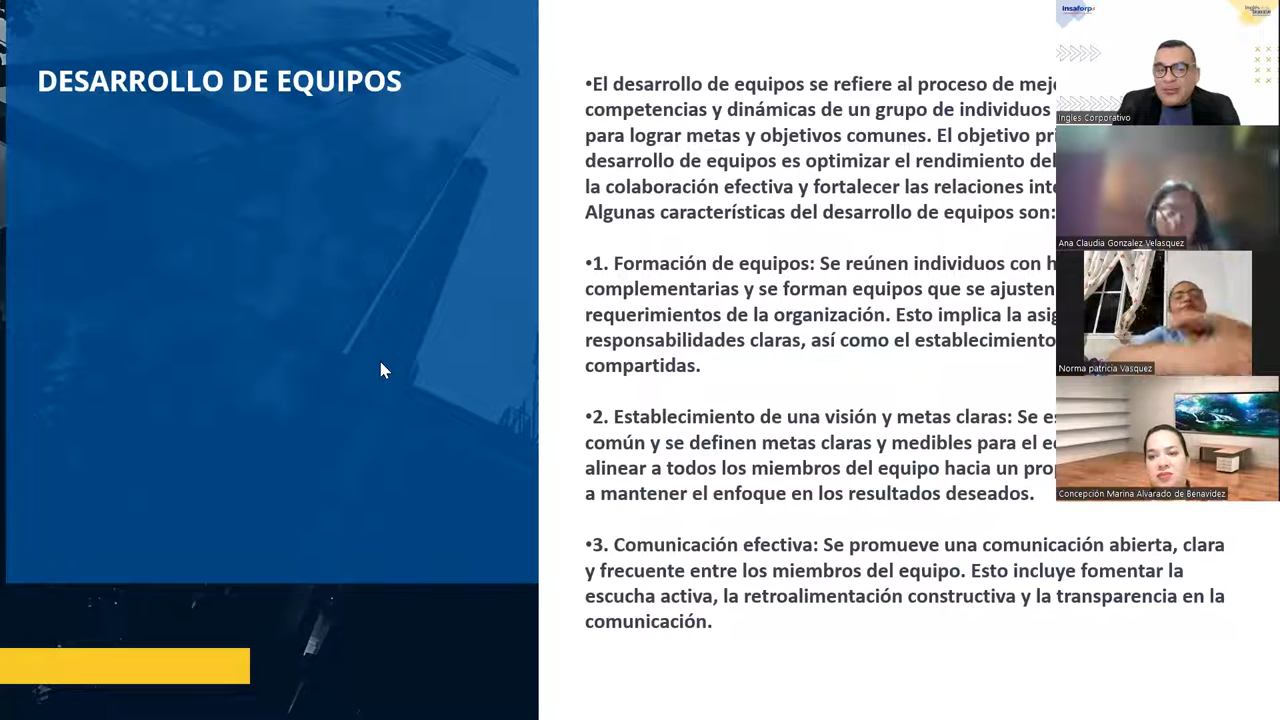 DESARROLLO DE EQUIPOS
•El desarrollo de equipos se refiere al proceso de
competencias y dinámicas de un grupo de individuos
para lograr metas y objetivos comunes. El objetivo
desarrollo de equipos es optimizar el rendimiento
la colaboración efectiva y fortalecer las relaciones
Algunas características del desarrollo de equipos son:
•1. Formación de equipos: Se reúnen individuos con
complementarias y se forman equipos que se ajusten
requerimientos de la organización. Esto implica la
responsabilidades claras, así como el establecimiento
compartidas.
•2. Establecimiento de una visión y metas claras: Se
común y se definen metas claras y medibles para el
alinear a todos los miembros del equipo hacia un
a mantener el enfoque en los resultados deseados.
•3. Comunicación efectiva: Se promueve una comunicación abierta, clara
y frecuente entre los miembros del equipo. Esto incluye fomentar la
escucha activa, la retroalimentación constructiva y la transparencia en la
comunicación.
insaforp
Ingles Corporativo
Ana Claudia Gonzalez Velasquez
Norma patricia Vasquez
Concepción Marina Alvarado de Benavidez